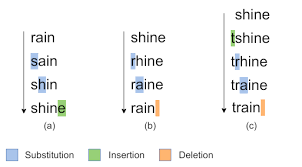 rain
sain
shin
shine
(a)
shine
rhine
raine
rain
(b)
shine
tshine
trhine
traine
train
(c)
Substitution
Insertion
Deletion